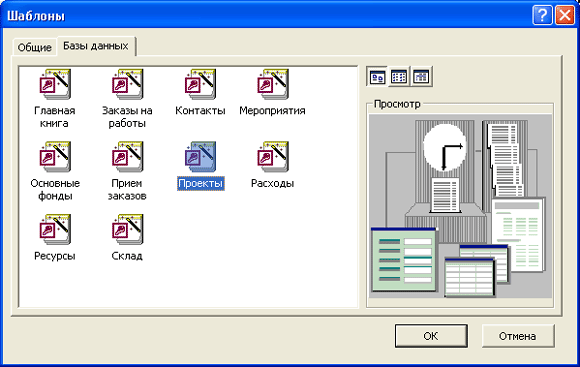 Шаблоны
Общие
Базы данных
Главная книга
Заказы на работы
Контакты
Мероприятия
Основные фонды
Прием заказов
Проекты
Расходы
Ресурсы
Склад
Просмотр
ОК
Отмена